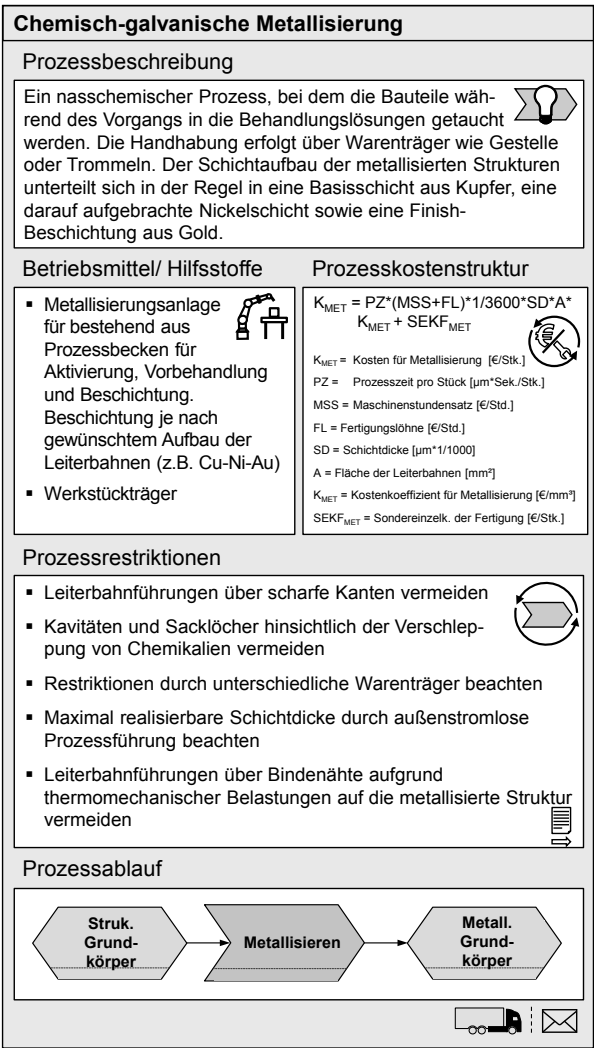 Chemisch-galvanische Metallisierung
Prozessbeschreibung
Ein nasschemischer Prozess, bei dem die Bauteile wäh-
rend des Vorgangs in die Behandlungslösungen getaucht
werden. Die Handhabung erfolgt über Warenträger wie Gestelle
oder Trommeln. Der Schichtaufbau der metallisierten Strukturen
unterteilt sich in der Regel in eine Basisschicht aus Kupfer, eine
darauf aufgebrachte Nickelschicht sowie eine Finish-
Beschichtung aus Gold.
Betriebsmittel/ Hilfsstoffe
▪ Metallisierungsanlage
für bestehend aus
Prozessbecken für
Aktivierung, Vorbehandlung
und Beschichtung.
Beschichtung je nach
gewünschtem Aufbau der
Leiterbahnen (z.B. Cu-Ni-Au)
▪ Werkstückträger
Prozesskostenstruktur
K_MET = PZ*(MSS+FL)*1/3600*SD*A*
K_MET + SEKF_MET
K_MET = Kosten für Metallisierung [€/Stk.]
PZ = Prozesszeit pro Stück [µm*Sek./Stk.]
MSS = Maschinenstundensatz [€/Std.]
FL = Fertigungslöhne [€/Std.]
SD = Schichtdicke [µm*1/1000]
A = Fläche der Leiterbahnen [mm²]
K_MET = Kostenkoeffizient für Metallisierung [€/mm³]
SEKF_MET = Sondereinzelk. der Fertigung [€/Stk.]
Prozessrestriktionen
▪ Leiterbahnführungen über scharfe Kanten vermeiden
▪ Kavitäten und Sacklöcher hinsichtlich der Verschlep-
pung von Chemikalien vermeiden
▪ Restriktionen durch unterschiedliche Warenträger beachten
▪ Maximal realisierbare Schichtdicke durch außenstromlose
Prozessführung beachten
▪ Leiterbahnführungen über Bindenähte aufgrund
thermomechanischer Belastungen auf die metallisierte Struktur
vermeiden
Prozessablauf
Struk.
Grund-
körper
Metallisieren
Metall.
Grund-
körper